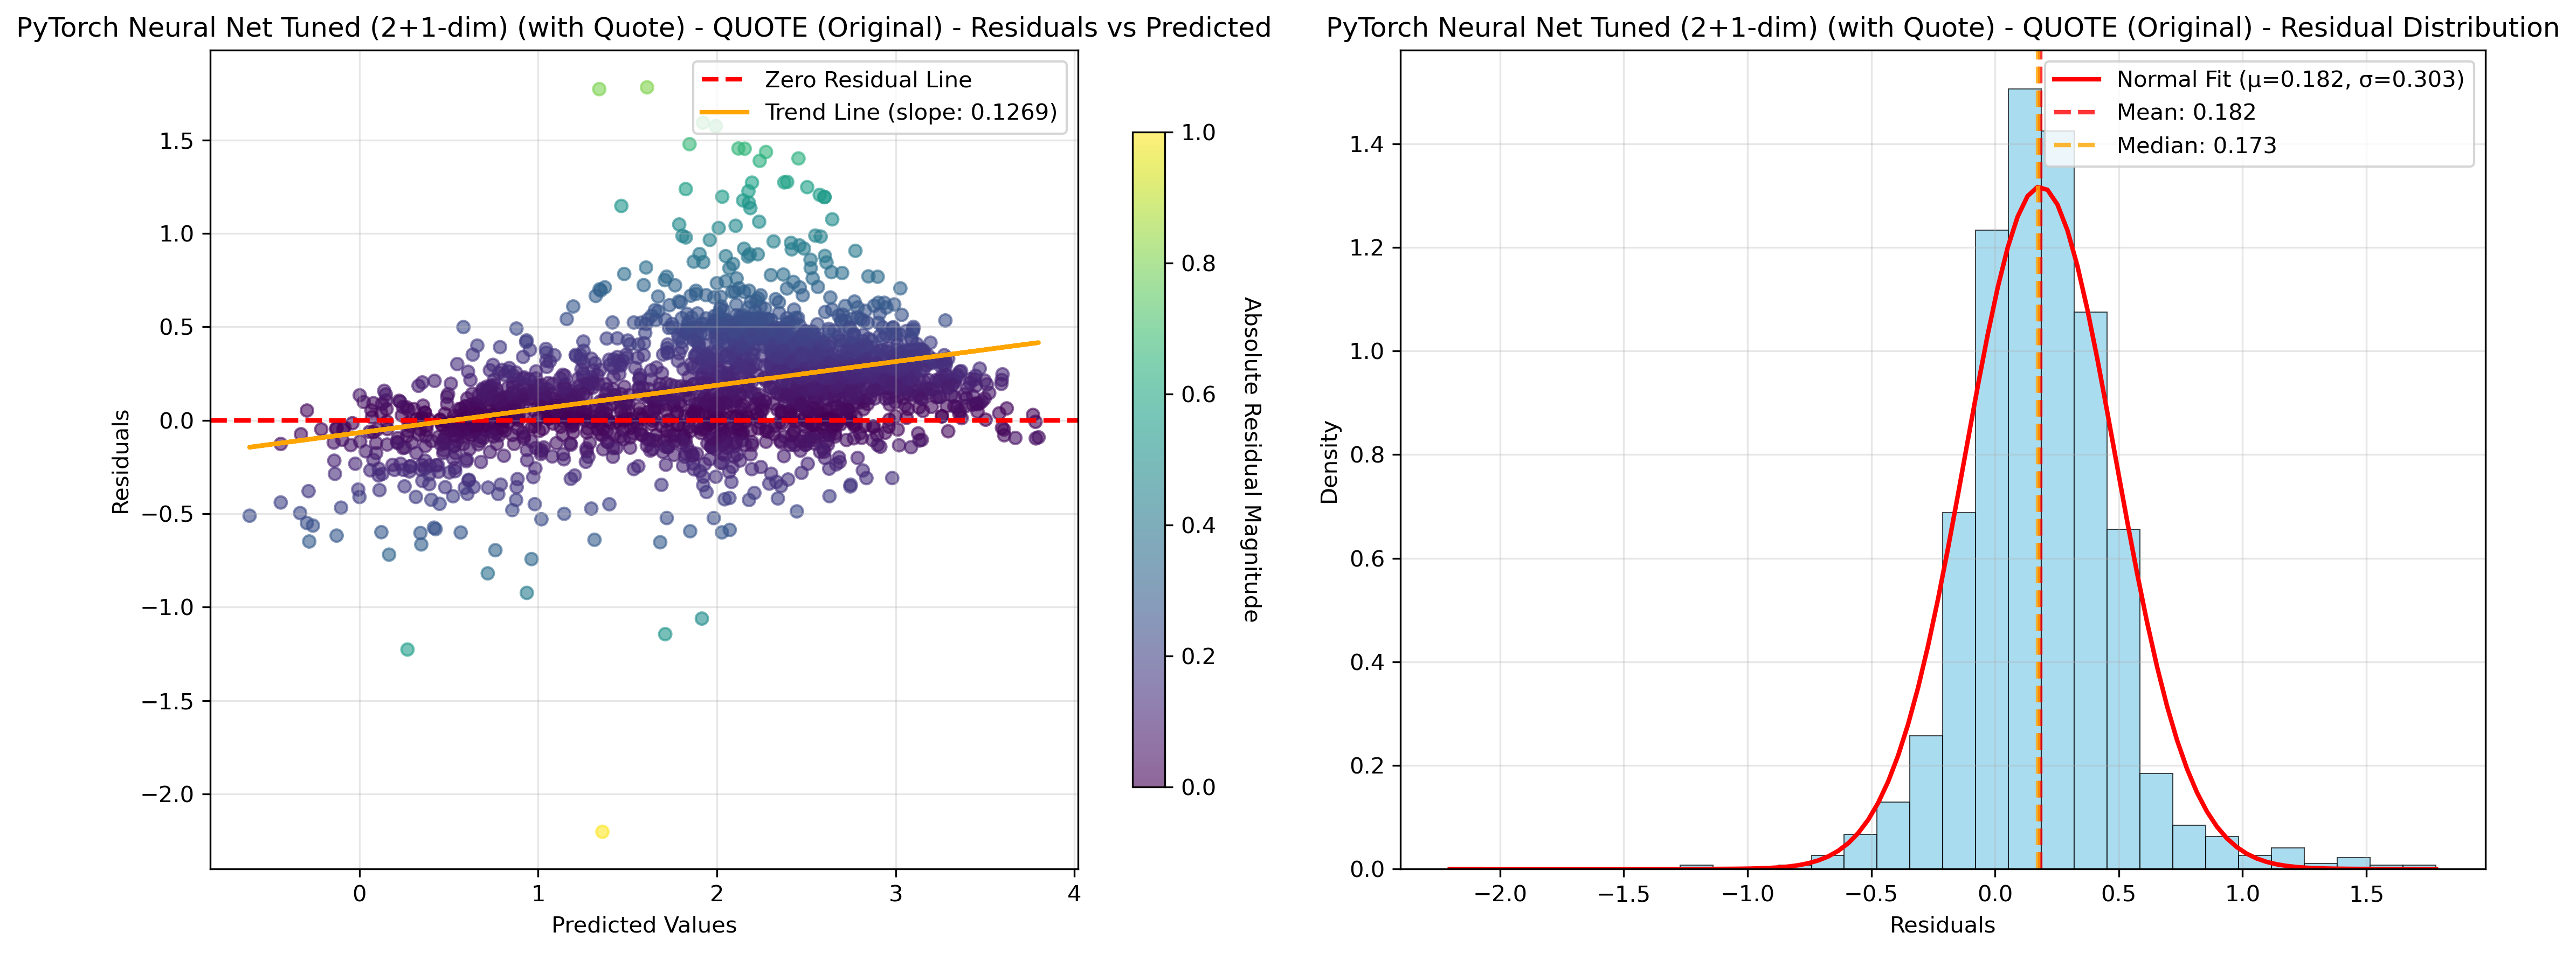 PyTorch Neural Net Tuned (2+1-dim) (with Quote) - QUOTE (Original) - Residuals vs Predicted
Zero Residual Line
Trend Line (slope: 0.1269)
1.5
1.0
0.5
0.0
−0.5
−1.0
−1.5
−2.0
Residuals
0
1
2
3
4
Predicted Values
1.0
0.8
0.6
0.4
0.2
0.0
Absolute Residual Magnitude
PyTorch Neural Net Tuned (2+1-dim) (with Quote) - QUOTE (Original) - Residual Distribution
Normal Fit (μ=0.182, σ=0.303)
Mean: 0.182
Median: 0.173
1.4
1.2
1.0
0.8
0.6
0.4
0.2
0.0
Density
−2.0
−1.5
−1.0
−0.5
0.0
0.5
1.0
1.5
Residuals